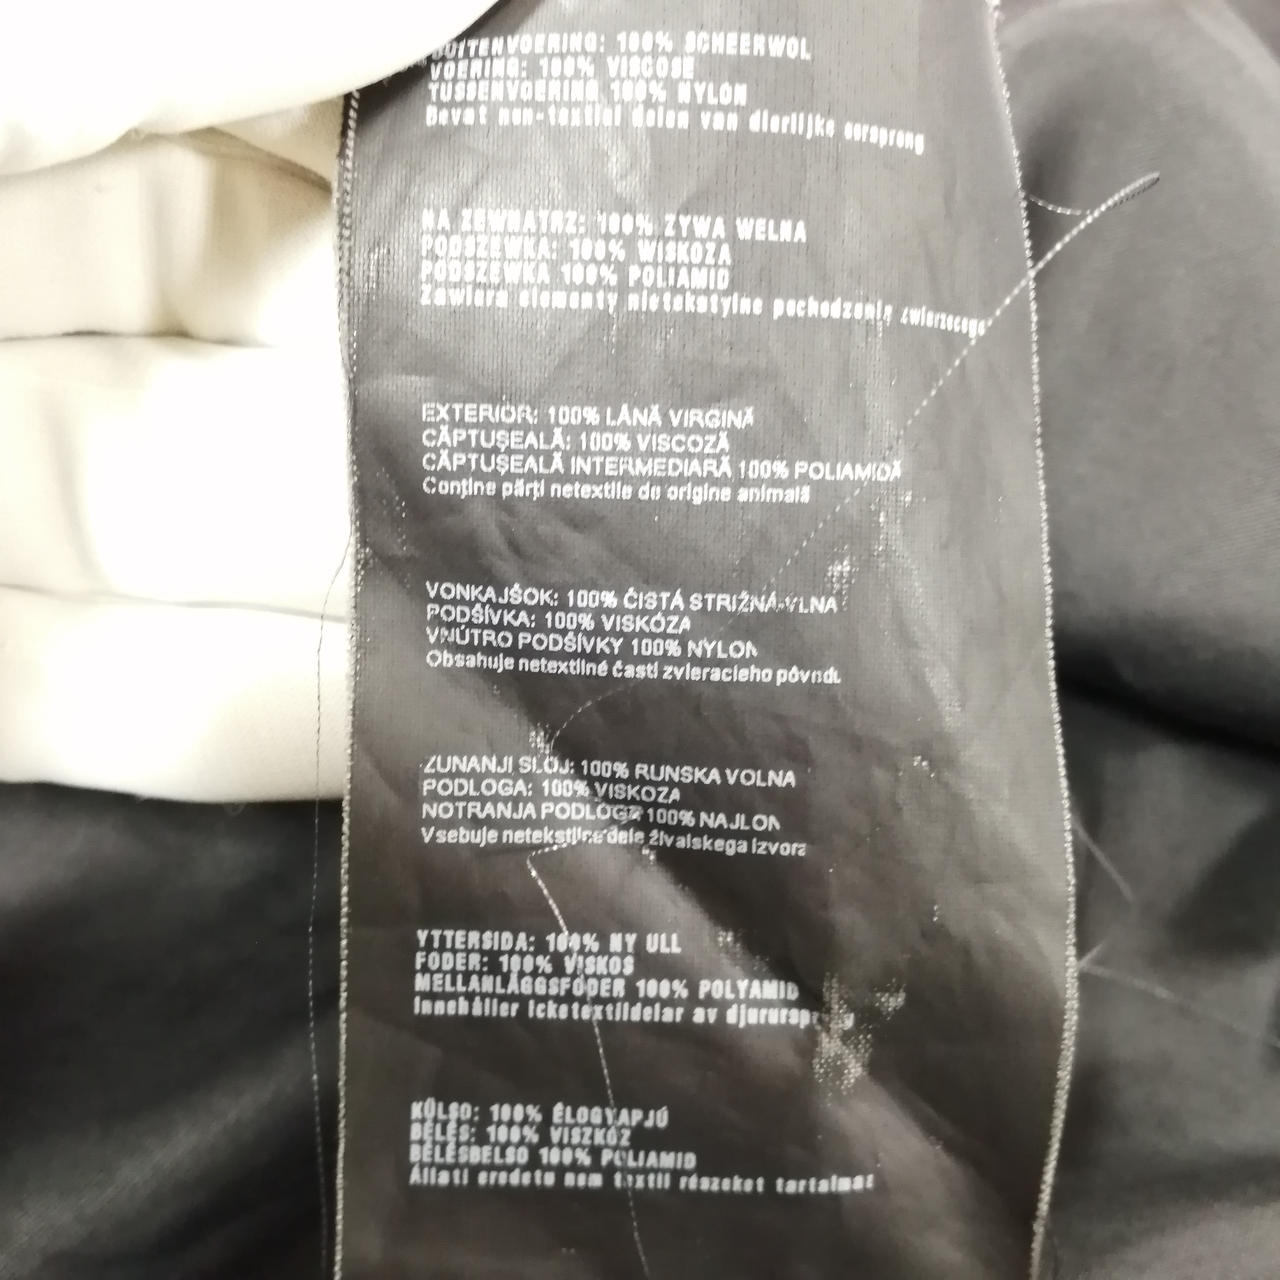 BUITENVOERING: 100% SCHEERWOL
VOERING: 100% VISCOSE
TUSSENVOERING 100% NYLON
Bevat non-textiel delen van dierlijke oorsprong
NA ZEWNATRZ: 100% ZYWA WELNA
PODSZEWKA: 100% WISKOZA
PODSZEWKA 100% POLIAMID
Zawiera elementy nietekstylne pochodzenia zwierzecego
EXTERIOR: 100% LÂNĂ VIRGINĂ
CĂPTUŞEALĂ: 100% VISCOZĂ
CĂPTUŞEALĂ INTERMEDIARĂ 100% POLIAMIDĂ
Conţine părţi netextile de origine animală
VONKAJŠOK: 100% ČISTÁ STRIŽNÁ VLNA
PODŠÍVKA: 100% VISKÓZA
VNÚTRO PODŠÍVKY 100% NYLON
Obsahuje netextilné časti zvieracieho pôvodu
ZUNANJI SLOJ: 100% RUNSKA VOLNA
PODLOGA: 100% VISKOZA
NOTRANJA PODLOGA 100% NAJLON
Vsebuje netekstilne dele živalskega izvora
YTTERSIDA: 100% NY ULL
FODER: 100% VISKOS
MELLANLÄGGSFODER 100% POLYAMID
Innehåller icketextildelar av djurursprung
KÜLSO: 100% ÉLOGYAPJÚ
BÉLÉS: 100% VISZKÓZ
BÉLÉSBELSO 100% POLIAMID
Állati eredetu nem textil részeket tartalmaz